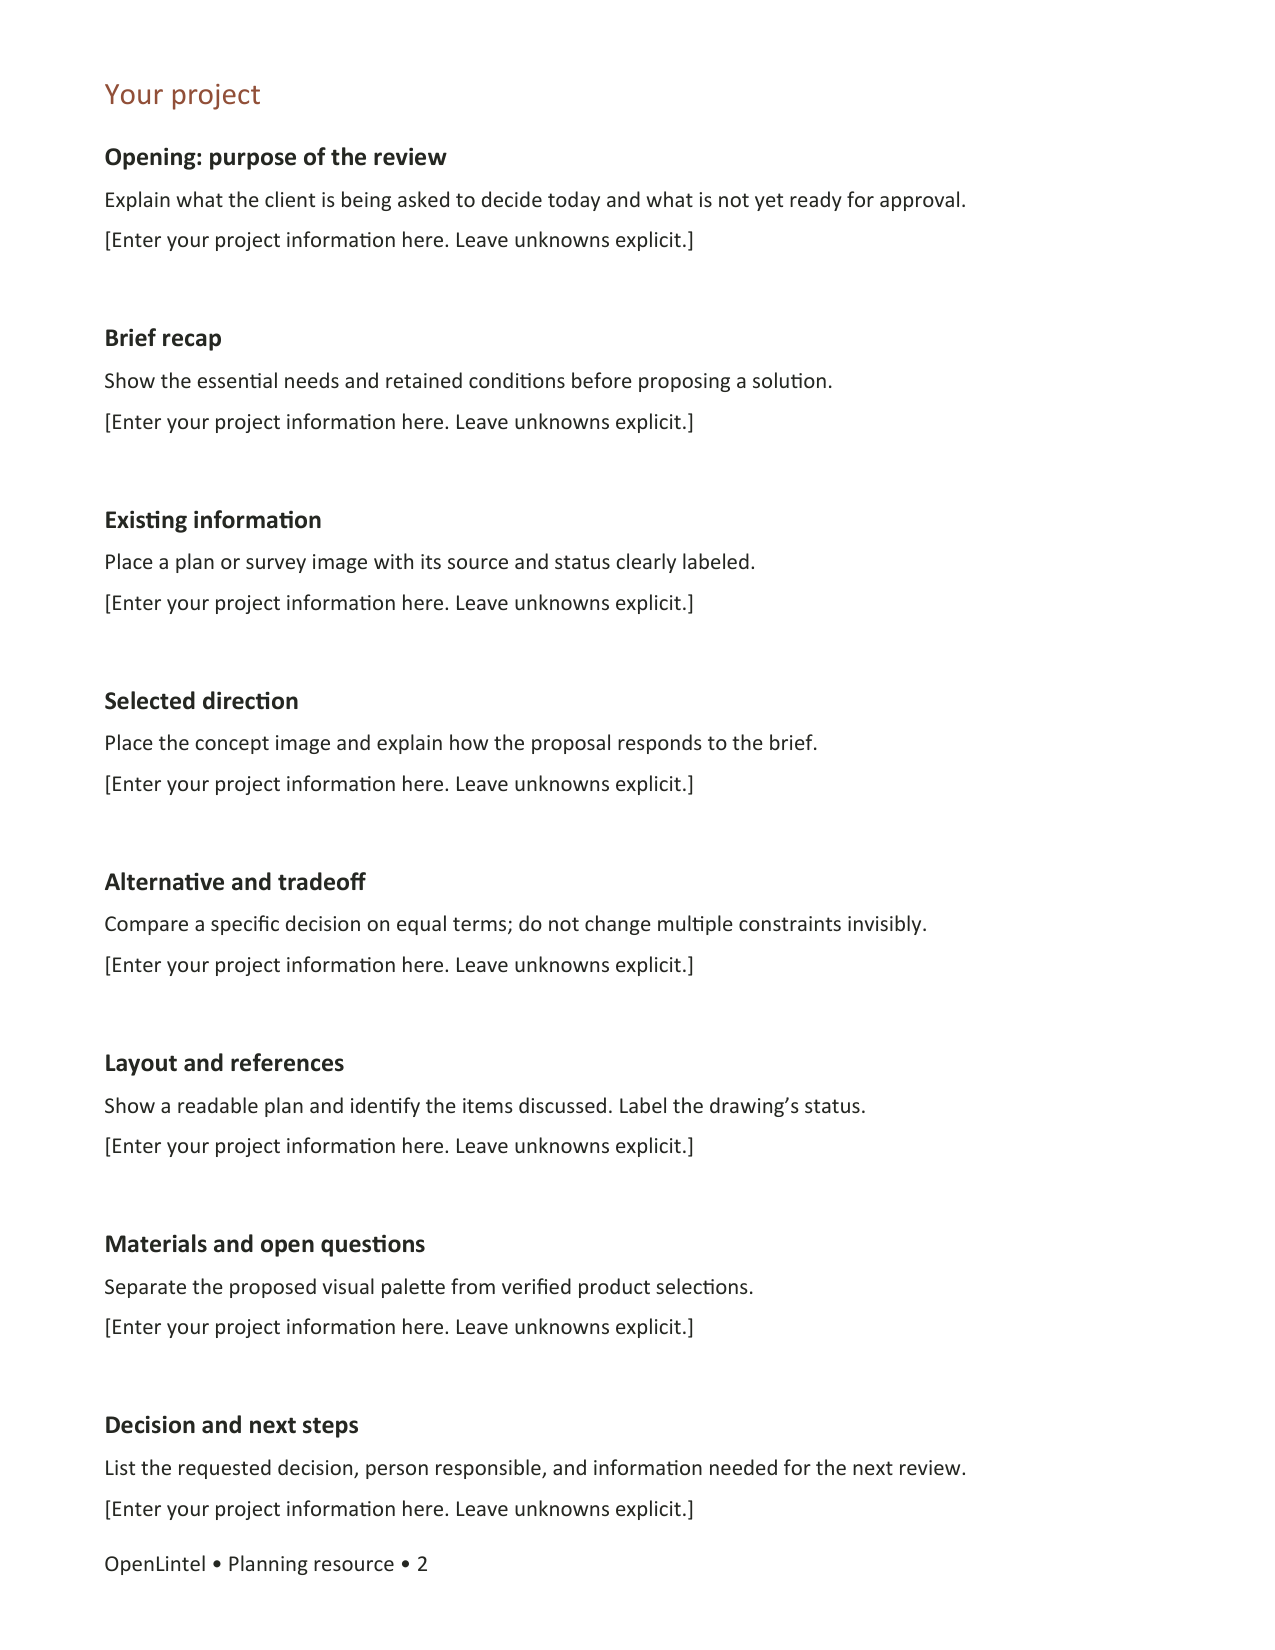 Your project
Opening: purpose of the review
Explain what the client is being asked to decide today and what is not yet ready for approval.
[Enter your project information here. Leave unknowns explicit.]
Brief recap
Show the essential needs and retained conditions before proposing a solution.
[Enter your project information here. Leave unknowns explicit.]
Existing information
Place a plan or survey image with its source and status clearly labeled.
[Enter your project information here. Leave unknowns explicit.]
Selected direction
Place the concept image and explain how the proposal responds to the brief.
[Enter your project information here. Leave unknowns explicit.]
Alternative and tradeoff
Compare a specific decision on equal terms; do not change multiple constraints invisibly.
[Enter your project information here. Leave unknowns explicit.]
Layout and references
Show a readable plan and identify the items discussed. Label the drawing’s status.
[Enter your project information here. Leave unknowns explicit.]
Materials and open questions
Separate the proposed visual palette from verified product selections.
[Enter your project information here. Leave unknowns explicit.]
Decision and next steps
List the requested decision, person responsible, and information needed for the next review.
[Enter your project information here. Leave unknowns explicit.]
OpenLintel • Planning resource • 2